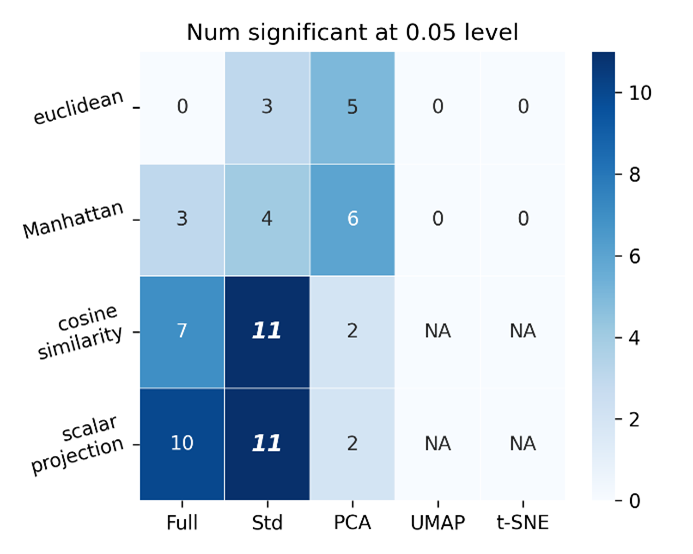 Num significant at 0.05 level
euclidean 0 3 5 0 0
Manhattan 3 4 6 0 0
cosine
similarity 7 11 2 NA NA
scalar
projection 10 11 2 NA NA
Full Std PCA UMAP t-SNE
10
8
6
4
2
0